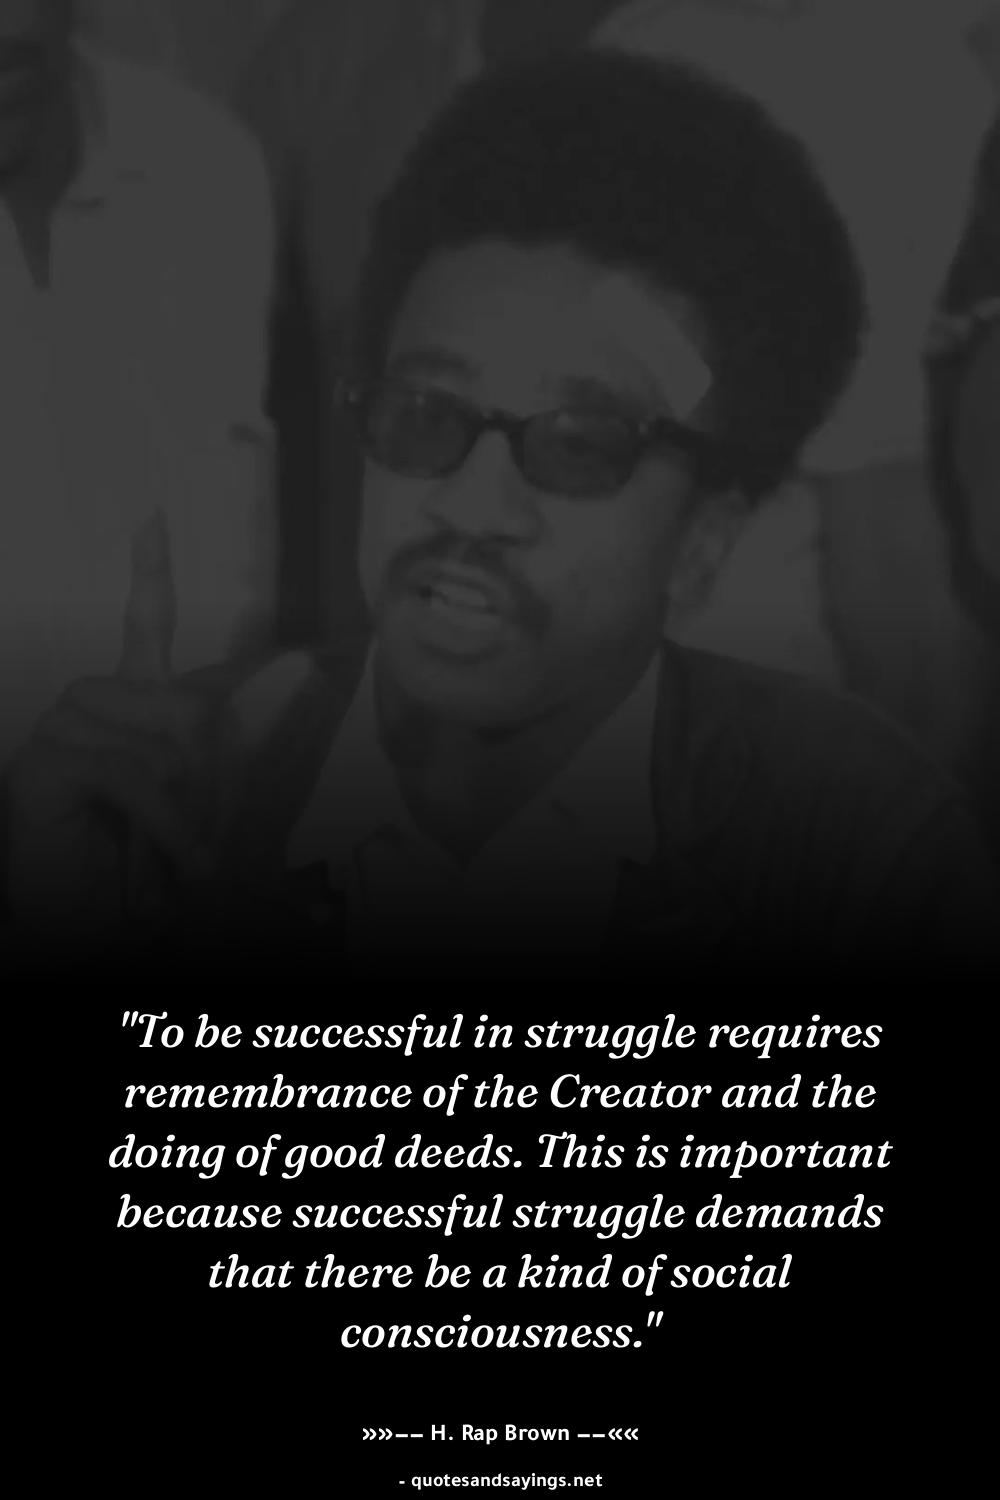 "To be successful in struggle requires
remembrance of the Creator and the
doing of good deeds. This is important
because successful struggle demands
that there be a kind of social
consciousness."
»»−− H. Rap Brown −−««
- quotesandsayings.net